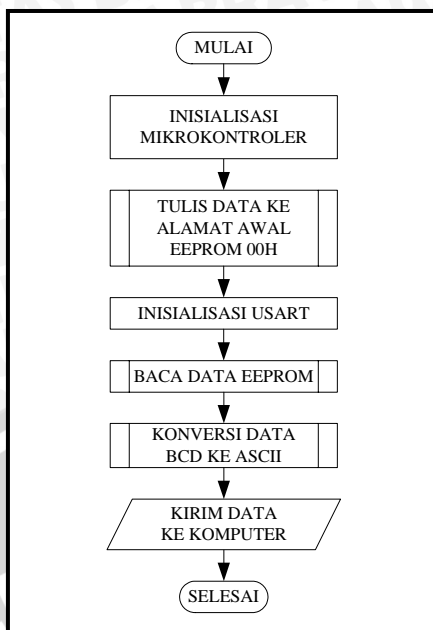 MULAI
INISIALISASI
MIKROKONTROLER
TULIS DATA KE
ALAMAT AWAL
EEPROM 00H
INISIALISASI USART
BACA DATA EEPROM
KONVERSI DATA
BCD KE ASCII
KIRIM DATA
KE KOMPUTER
SELESAI